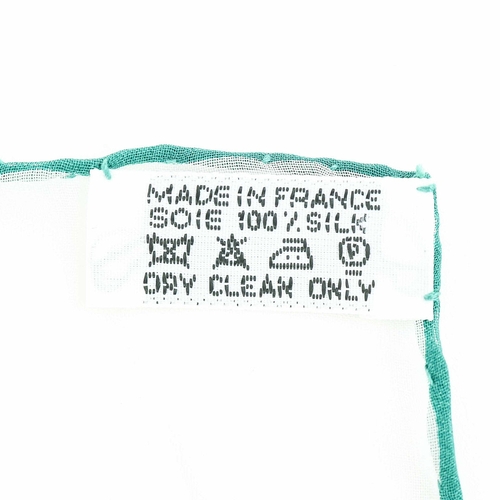 MADE IN FRANCE
SOIE 100% SILK
DRY CLEAN ONLY